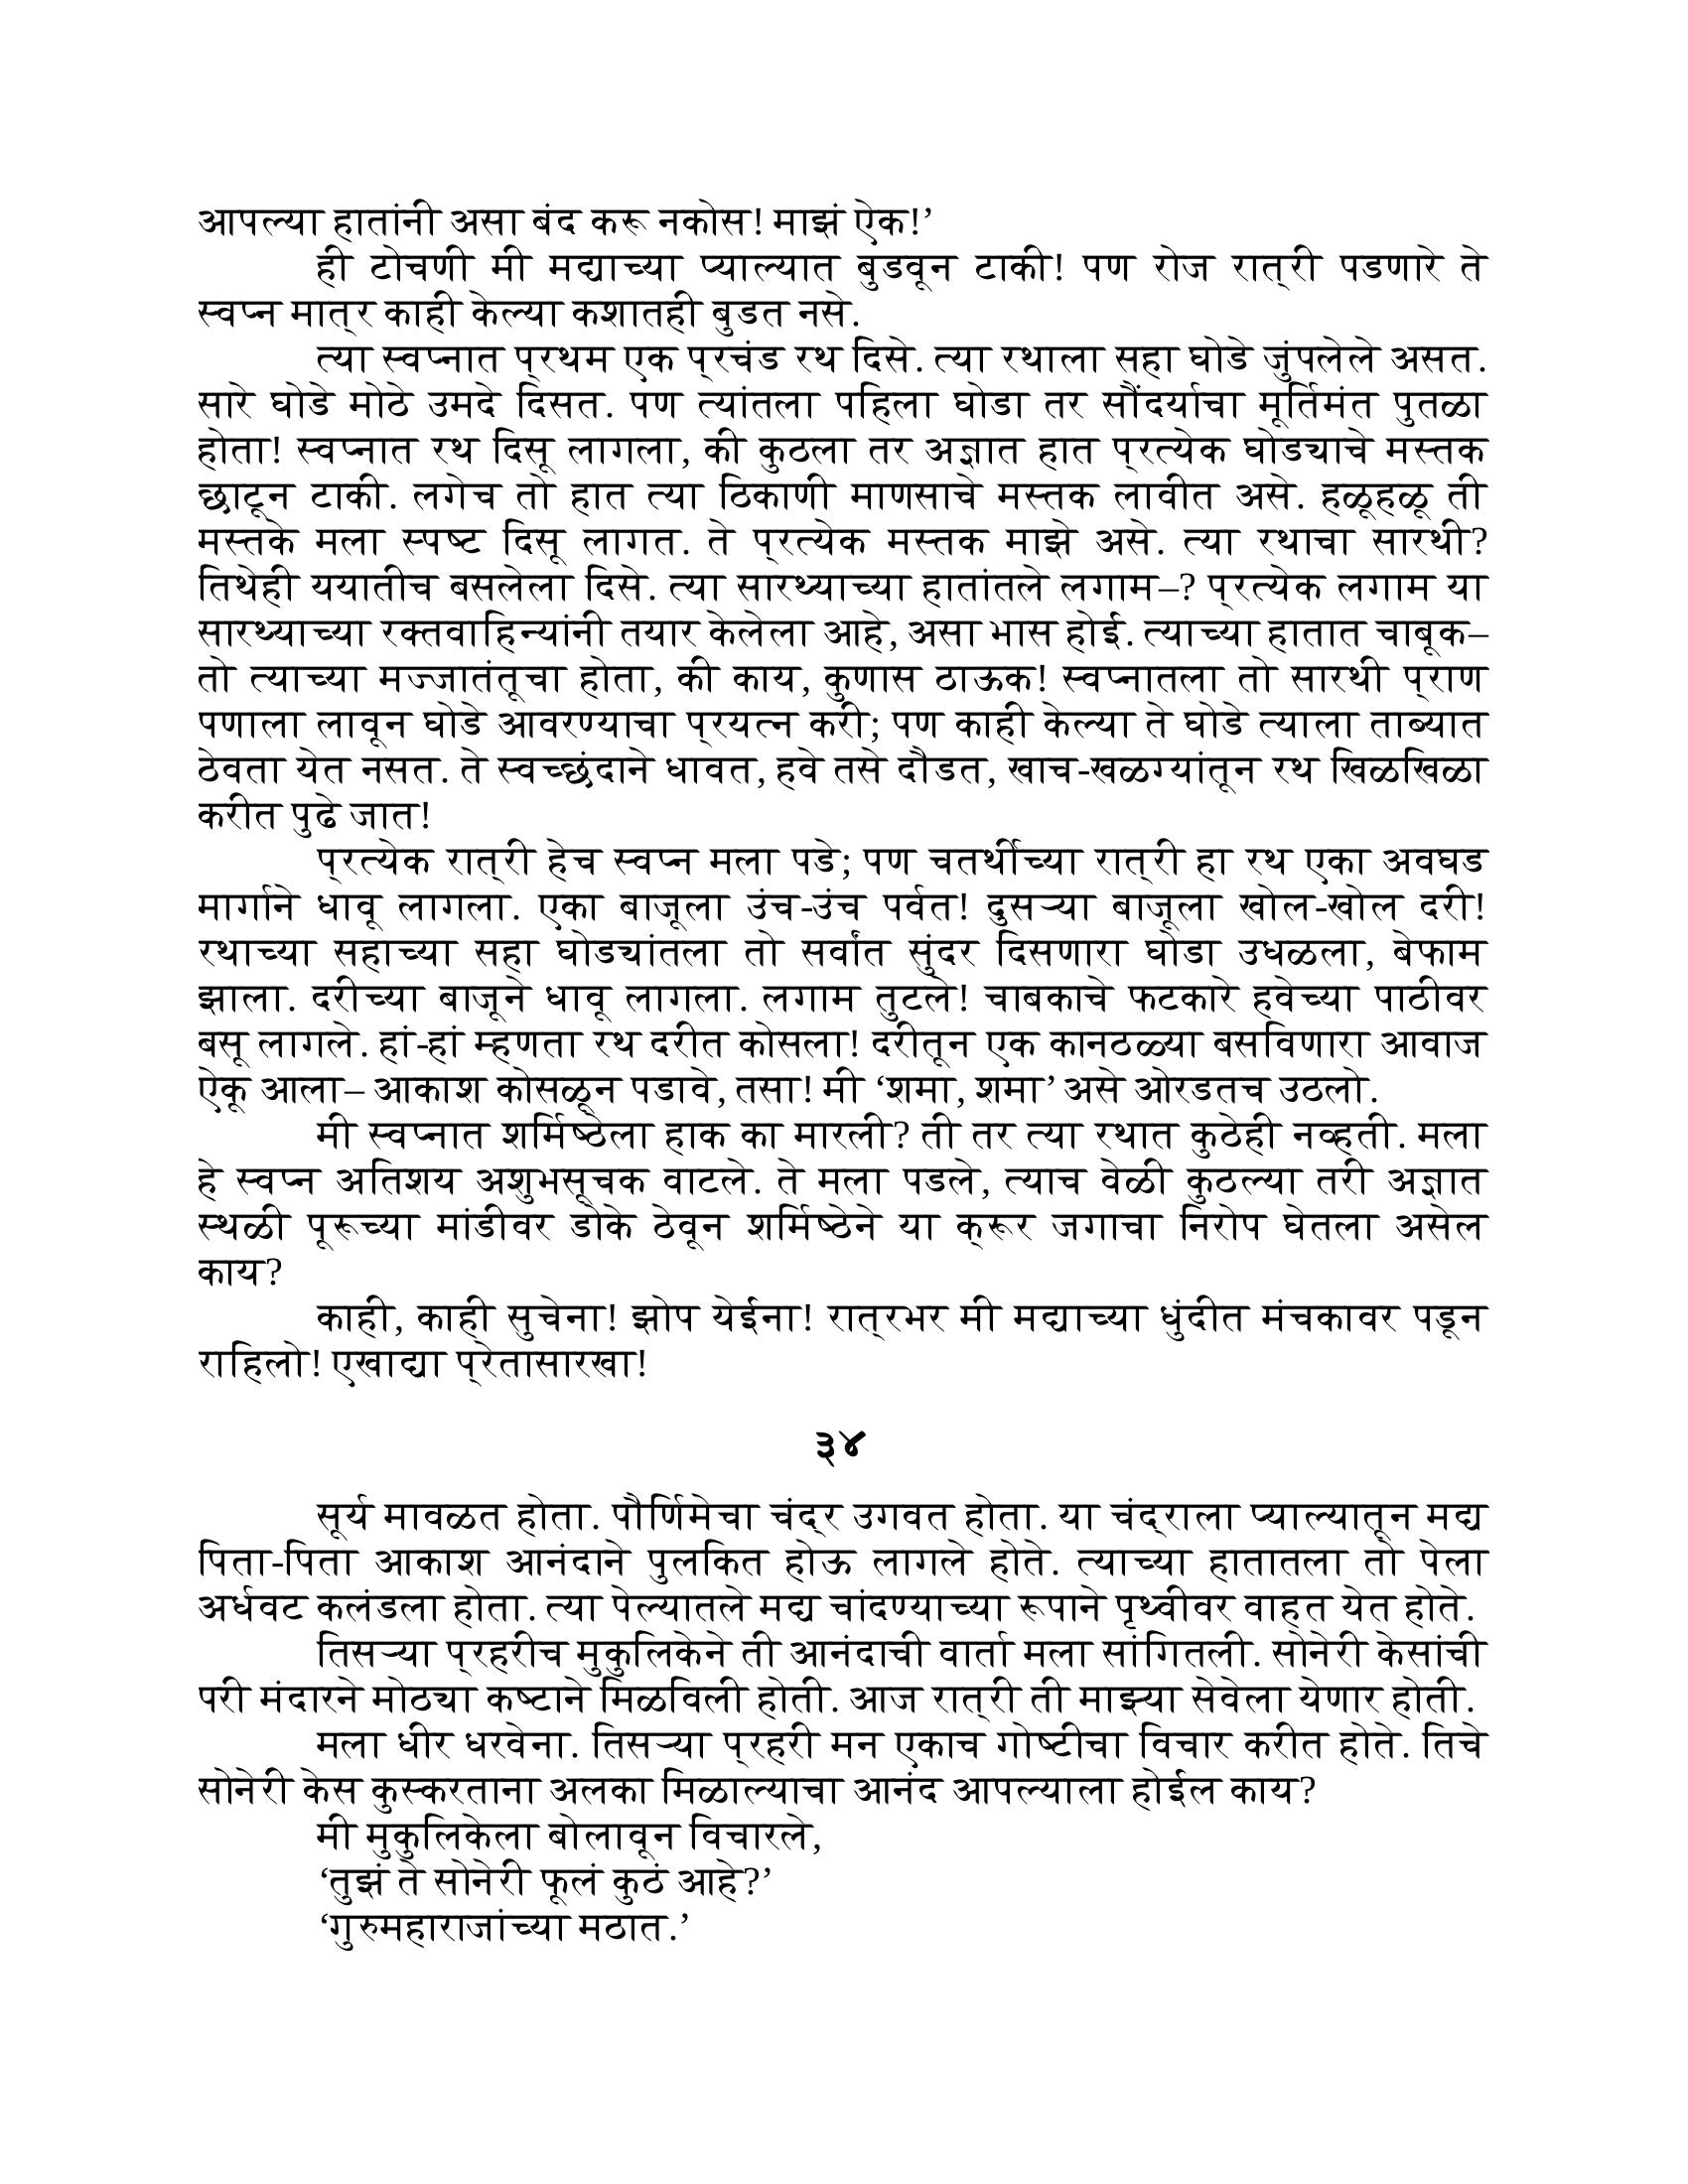 आपल्या हातांनी असा बंद करू नकोस! माझं ऐक!’
ही टोचणी मी मद्याच्या प्याल्यात बुडवून टाकी! पण रोज रात्री पडणारे ते
स्वप्न मात्र काही केल्या कशातही बुडत नसे.
त्या स्वप्नात प्रथम एक प्रचंड रथ दिसे. त्या रथाला सहा घोडे जुंपलेले असत.
सारे घोडे मोठे उमदे दिसत. पण त्यांतला पहिला घोडा तर सौंदर्याचा मूर्तिमंत पुतळा
होता! स्वप्नात रथ दिसू लागला, की कुठला तर अज्ञात हात प्रत्येक घोड्याचे मस्तक
छाटून टाकी. लगेच तो हात त्या ठिकाणी माणसाचे मस्तक लावीत असे. हळूहळू ती
मस्तके मला स्पष्ट दिसू लागत. ते प्रत्येक मस्तक माझे असे. त्या रथाचा सारथी?
तिथेही ययातीच बसलेला दिसे. त्या सारथ्याच्या हातांतले लगाम–? प्रत्येक लगाम या
सारथ्याच्या रक्तवाहिन्यांनी तयार केलेला आहे, असा भास होई. त्याच्या हातात चाबूक–
तो त्याच्या मज्जातंतूचा होता, की काय, कुणास ठाऊक! स्वप्नातला तो सारथी प्राण
पणाला लावून घोडे आवरण्याचा प्रयत्न करी; पण काही केल्या ते घोडे त्याला ताब्यात
ठेवता येत नसत. ते स्वच्छंदाने धावत, हवे तसे दौडत, खाच-खळग्यांतून रथ खिळखिळा
करीत पुढे जात!
प्रत्येक रात्री हेच स्वप्न मला पडे; पण चतर्थीच्या रात्री हा रथ एका अवघड
मार्गाने धावू लागला. एका बाजूला उंच-उंच पर्वत! दुसऱ्या बाजूला खोल-खोल दरी!
रथाच्या सहाच्या सहा घोड्यांतला तो सर्वांत सुंदर दिसणारा घोडा उधळला, बेफाम
झाला. दरीच्या बाजूने धावू लागला. लगाम तुटले! चाबकाचे फटकारे हवेच्या पाठीवर
बसू लागले. हां-हां म्हणता रथ दरीत कोसला! दरीतून एक कानठळ्या बसविणारा आवाज
ऐकू आला– आकाश कोसळून पडावे, तसा! मी ‘शमा, शमा’ असे ओरडतच उठलो.
मी स्वप्नात शर्मिष्ठेला हाक का मारली? ती तर त्या रथात कुठेही नव्हती. मला
हे स्वप्न अतिशय अशुभसूचक वाटले. ते मला पडले, त्याच वेळी कुठल्या तरी अज्ञात
स्थळी पूरूच्या मांडीवर डोके ठेवून शर्मिष्ठेने या क्रूर जगाचा निरोप घेतला असेल
काय?
काही, काही सुचेना! झोप येईना! रात्रभर मी मद्याच्या धुंदीत मंचकावर पडून
राहिलो! एखाद्या प्रेतासारखा!
३४
सूर्य मावळत होता. पौर्णिमेचा चंद्र उगवत होता. या चंद्राला प्याल्यातून मद्य
पिता-पिता आकाश आनंदाने पुलकित होऊ लागले होते. त्याच्या हातातला तो पेला
अर्धवट कलंडला होता. त्या पेल्यातले मद्य चांदण्याच्या रूपाने पृथ्वीवर वाहत येत होते.
तिसऱ्या प्रहरीच मुकुलिकेने ती आनंदाची वार्ता मला सांगितली. सोनेरी केसांची
परी मंदारने मोठ्या कष्टाने मिळविली होती. आज रात्री ती माझ्या सेवेला येणार होती.
मला धीर धरवेना. तिसऱ्या प्रहरी मन एकाच गोष्टीचा विचार करीत होते. तिचे
सोनेरी केस कुस्करताना अलका मिळाल्याचा आनंद आपल्याला होईल काय?
मी मुकुलिकेला बोलावून विचारले,
‘तुझं ते सोनेरी फूलं कुठं आहे?’
‘गुरुमहाराजांच्या मठात.’